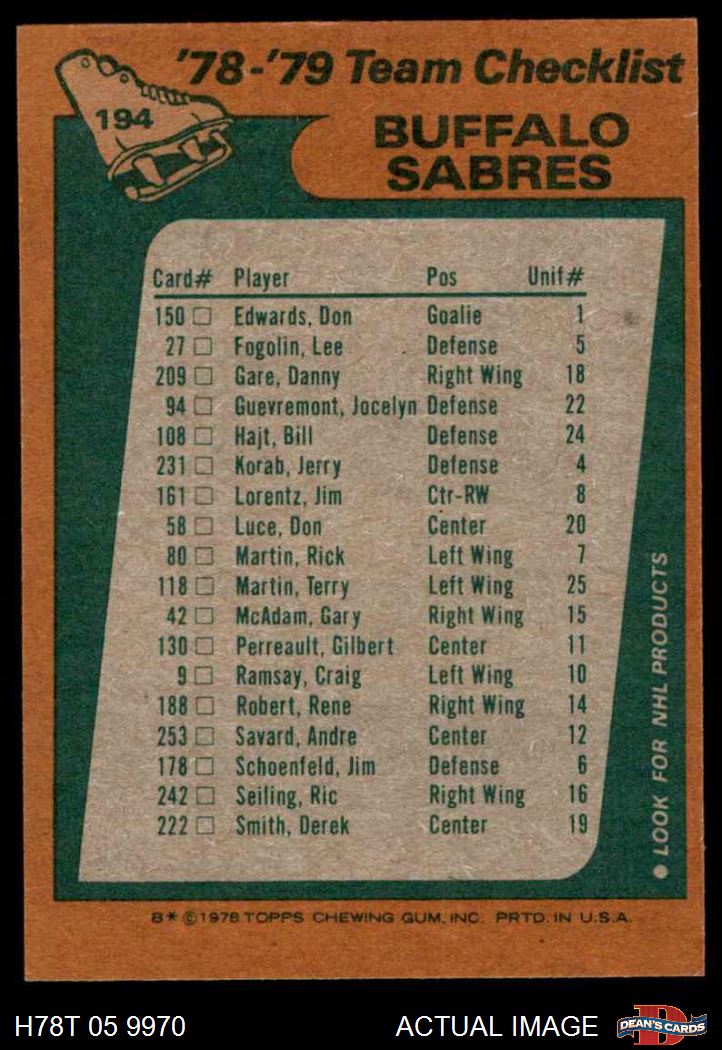 '78-'79 Team Checklist
194
BUFFALO
SABRES
Card# Player Pos Unif#
150 □ Edwards, Don Goalie 1
27 □ Fogolin, Lee Defense 5
209 □ Gare, Danny Right Wing 18
94 □ Guevremont, Jocelyn Defense 22
108 □ Hajt, Bill Defense 24
231 □ Korab, Jerry Defense 4
161 □ Lorentz, Jim Ctr-RW 8
58 □ Luce, Don Center 20
80 □ Martin, Rick Left Wing 7
118 □ Martin, Terry Left Wing 25
42 □ McAdam, Gary Right Wing 15
130 □ Perreault, Gilbert Center 11
9 □ Ramsay, Craig Left Wing 10
188 □ Robert, Rene Right Wing 14
253 □ Savard, Andre Center 12
178 □ Schoenfeld, Jim Defense 6
242 □ Seiling, Ric Right Wing 16
222 □ Smith, Derek Center 19
● LOOK FOR NHL PRODUCTS
B* ©1978 TOPPS CHEWING GUM, INC. PRTD. IN U.S.A.
H78T 05 9970 ACTUAL IMAGE
D
DEAN'S CARDS